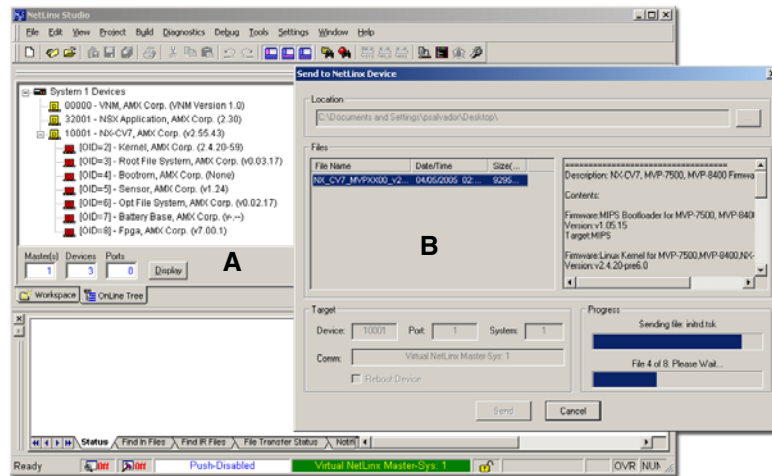 NetLinx Studio
File Edit View Project Build Diagnostics Debug Tools Settings Window Help
System 1 Devices
00000 - VNM, AMX Corp. (VNM Version 1.0)
32001 - NSX Application, AMX Corp. (2.30)
10001 - NX-CV7, AMX Corp. (v2.55.43)
[OID=2] - Kernel, AMX Corp. (2.4.20-59)
[OID=3] - Root File System, AMX Corp. (v0.03.17)
[OID=4] - Bootrom, AMX Corp. (None)
[OID=5] - Sensor, AMX Corp. (v1.24)
[OID=6] - Opt File System, AMX Corp. (v0.02.17)
[OID=7] - Battery Base, AMX Corp. (v-.--)
[OID=8] - Fpga, AMX Corp. (v7.00.1)
Master(s) Devices Ports
1 3 0 Display
A
Workspace OnLine Tree
Send to NetLinx Device
Location
C:\Documents and Settings\psalvador\Desktop\
...
Files
File Name Date/Time Size(...
NX_CV7_MVPXX00_v2... 04/05/2005 02:... 9295...
B
====================================
Description: NX-CV7, MVP-7500, MVP-8400 Firmwa
Contents:
Firmware:MIPS Bootloader for MVP-7500, MVP-840
Version:v1.05.15
Target:MIPS
Firmware:Linux Kernel for MVP-7500,MVP-8400,NX-
Version:v2.4.20-pre6.0
Target
Device: 10001 Port: 1 System: 1
Comm: Virtual NetLinx Master-Sys: 1
Reboot Device
Progress
Sending file: initrd.tsk.
File 4 of 8. Please Wait...
Send Cancel
Status Find In Files Find IR Files File Transfer Status Notifi
Ready Off Off Push-Disabled Virtual NetLinx Master-Sys: 1 OVR NUM